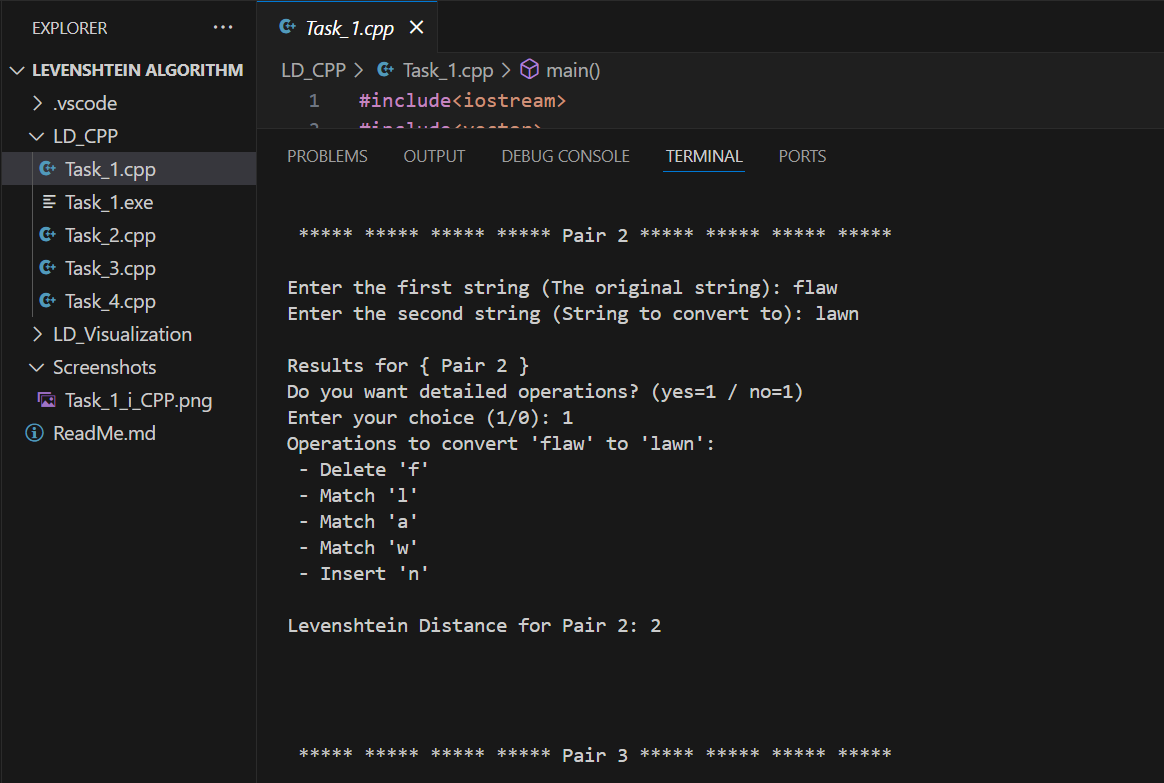 EXPLORER ...
LEVENSHTEIN ALGORITHM
.vscode
LD_CPP
Task_1.cpp
Task_1.exe
Task_2.cpp
Task_3.cpp
Task_4.cpp
LD_Visualization
Screenshots
Task_1_i_CPP.png
ReadMe.md
Task_1.cpp
LD_CPP > Task_1.cpp > main()
1 #include<iostream>
2 #include<vector>
PROBLEMS OUTPUT DEBUG CONSOLE TERMINAL PORTS
***** ***** ***** ***** Pair 2 ***** ***** ***** *****
Enter the first string (The original string): flaw
Enter the second string (String to convert to): lawn
Results for { Pair 2 }
Do you want detailed operations? (yes=1 / no=1)
Enter your choice (1/0): 1
Operations to convert 'flaw' to 'lawn':
- Delete 'f'
- Match 'l'
- Match 'a'
- Match 'w'
- Insert 'n'
Levenshtein Distance for Pair 2: 2
***** ***** ***** ***** Pair 3 ***** ***** ***** *****